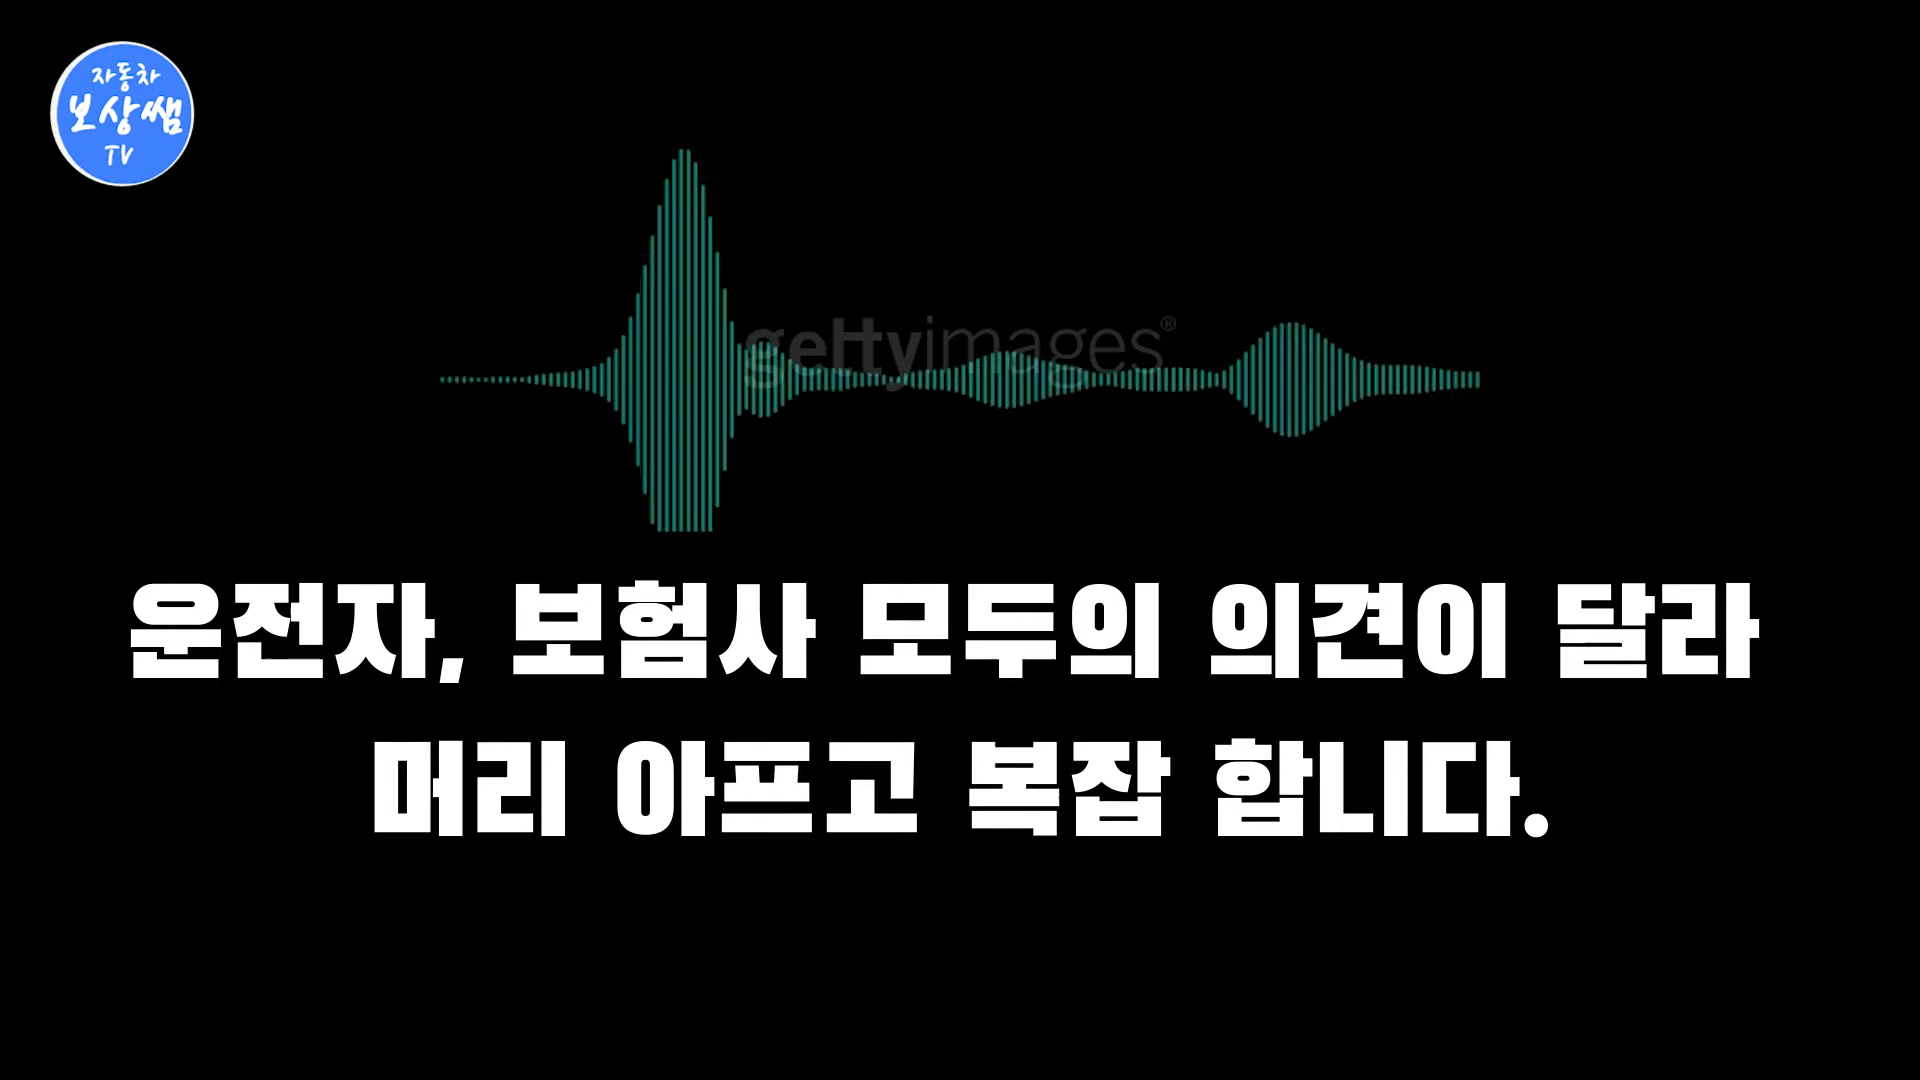 자동차
보상쌤
TV
gettyimages®
운전자, 보험사 모두의 의견이 달라
머리 아프고 복잡 합니다.